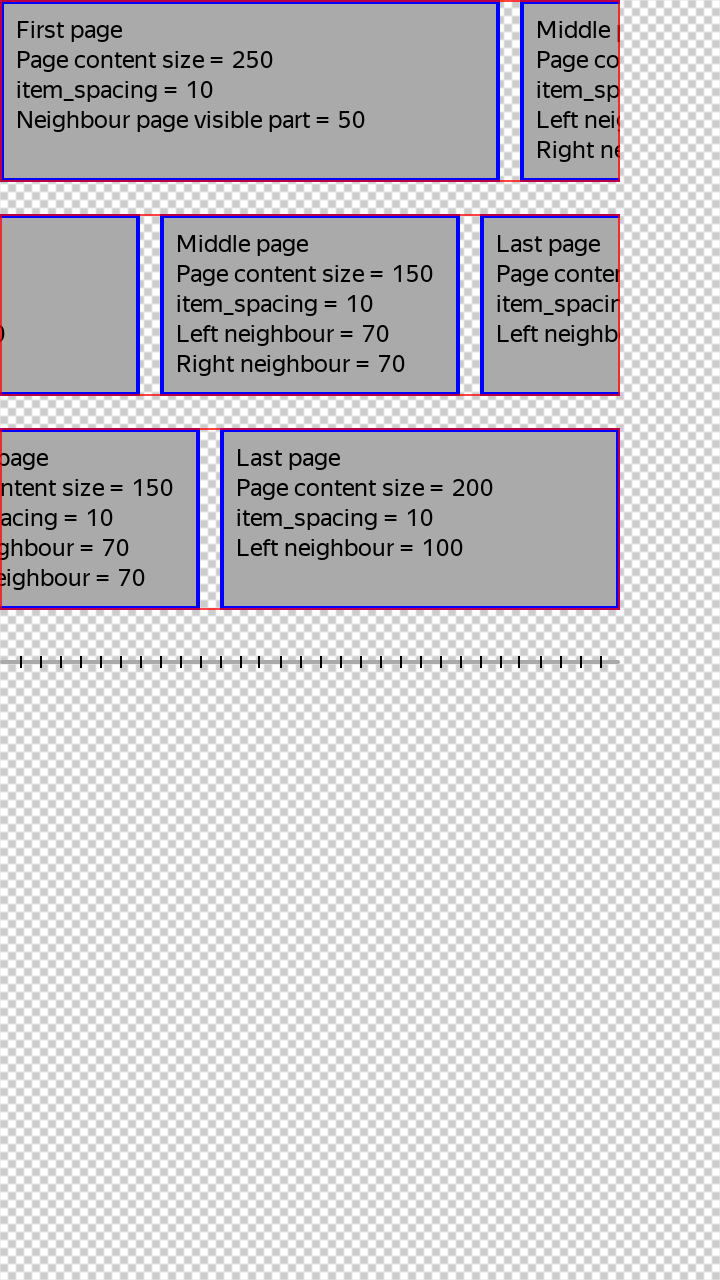 First page
Page content size = 250
item_spacing = 10
Neighbour page visible part = 50
Middle
Page co
item_sp
Left nei
Right ne
Middle page
Page content size = 150
item_spacing = 10
Left neighbour = 70
Right neighbour = 70
Last page
Page conter
item_spacin
Left neighb
page
ntent size = 150
acing = 10
ghbour = 70
eighbour = 70
Last page
Page content size = 200
item_spacing = 10
Left neighbour = 100